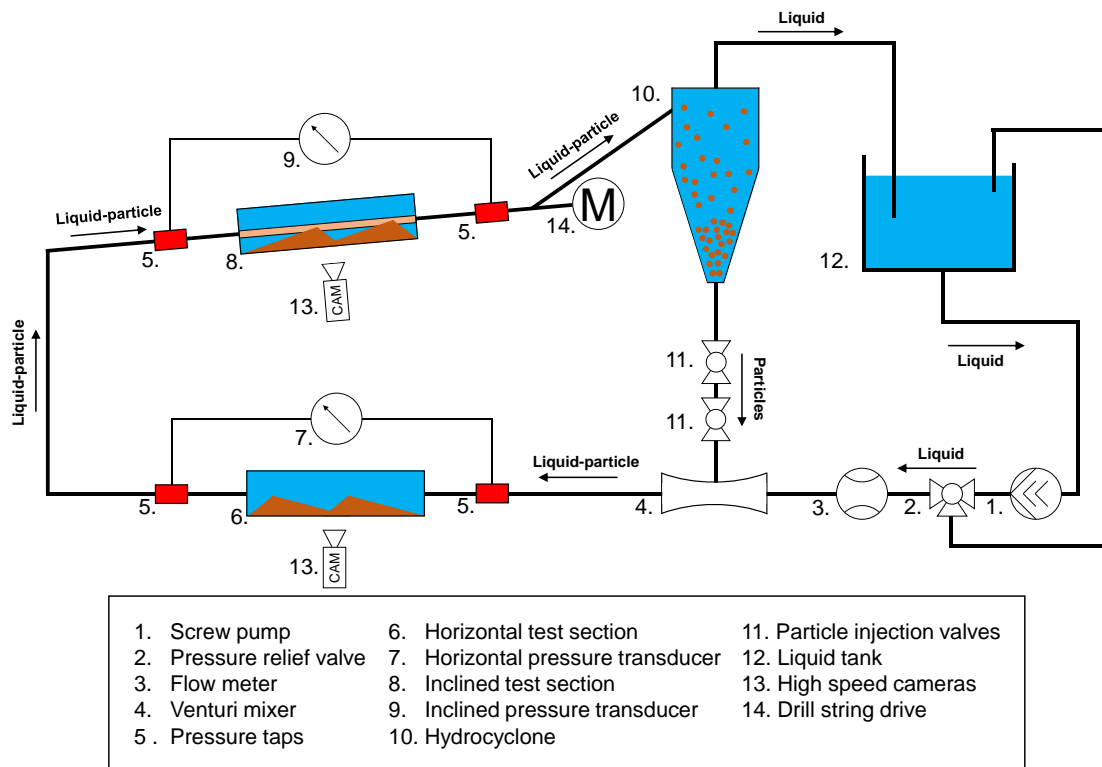 Liquid
10.
9.
Liquid-particle
Liquid-particle
5.
8.
5.
14.
M
12.
13.
CAM
Liquid-particle
11.
Particles
Liquid
11.
7.
Liquid-particle
Liquid
5.
6.
5.
4.
3.
2.
1.
13.
CAM
1. Screw pump
2. Pressure relief valve
3. Flow meter
4. Venturi mixer
5 . Pressure taps
6. Horizontal test section
7. Horizontal pressure transducer
8. Inclined test section
9. Inclined pressure transducer
10. Hydrocyclone
11. Particle injection valves
12. Liquid tank
13. High speed cameras
14. Drill string drive